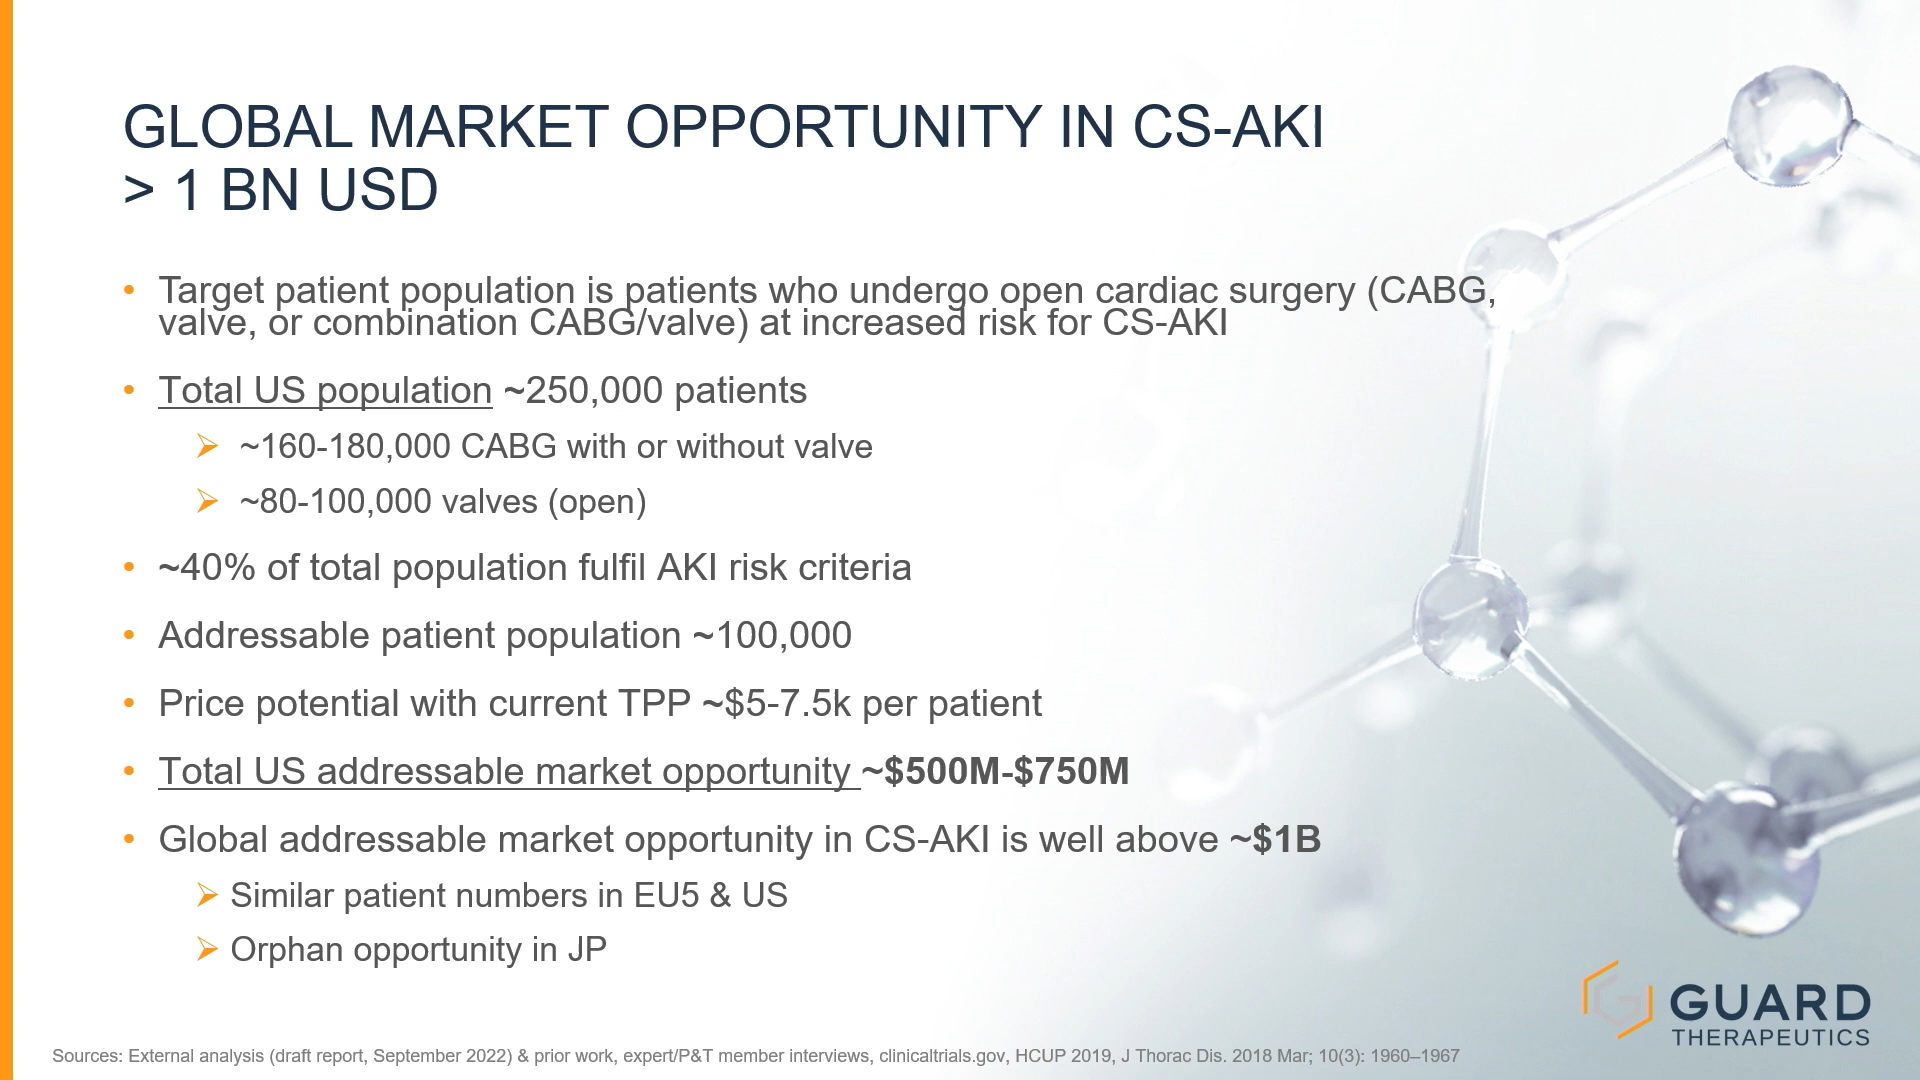 GLOBAL MARKET OPPORTUNITY IN CS-AKI
> 1 BN USD
• Target patient population is patients who undergo open cardiac surgery (CABG,
valve, or combination CABG/valve) at increased risk for CS-AKI
• Total US population ~250,000 patients
➢ ~160-180,000 CABG with or without valve
➢ ~80-100,000 valves (open)
• ~40% of total population fulfil AKI risk criteria
• Addressable patient population ~100,000
• Price potential with current TPP ~$5-7.5k per patient
• Total US addressable market opportunity ~$500M-$750M
• Global addressable market opportunity in CS-AKI is well above ~$1B
➢ Similar patient numbers in EU5 & US
➢ Orphan opportunity in JP
GUARD
THERAPEUTICS
Sources: External analysis (draft report, September 2022) & prior work, expert/P&T member interviews, clinicaltrials.gov, HCUP 2019, J Thorac Dis. 2018 Mar; 10(3): 1960–1967